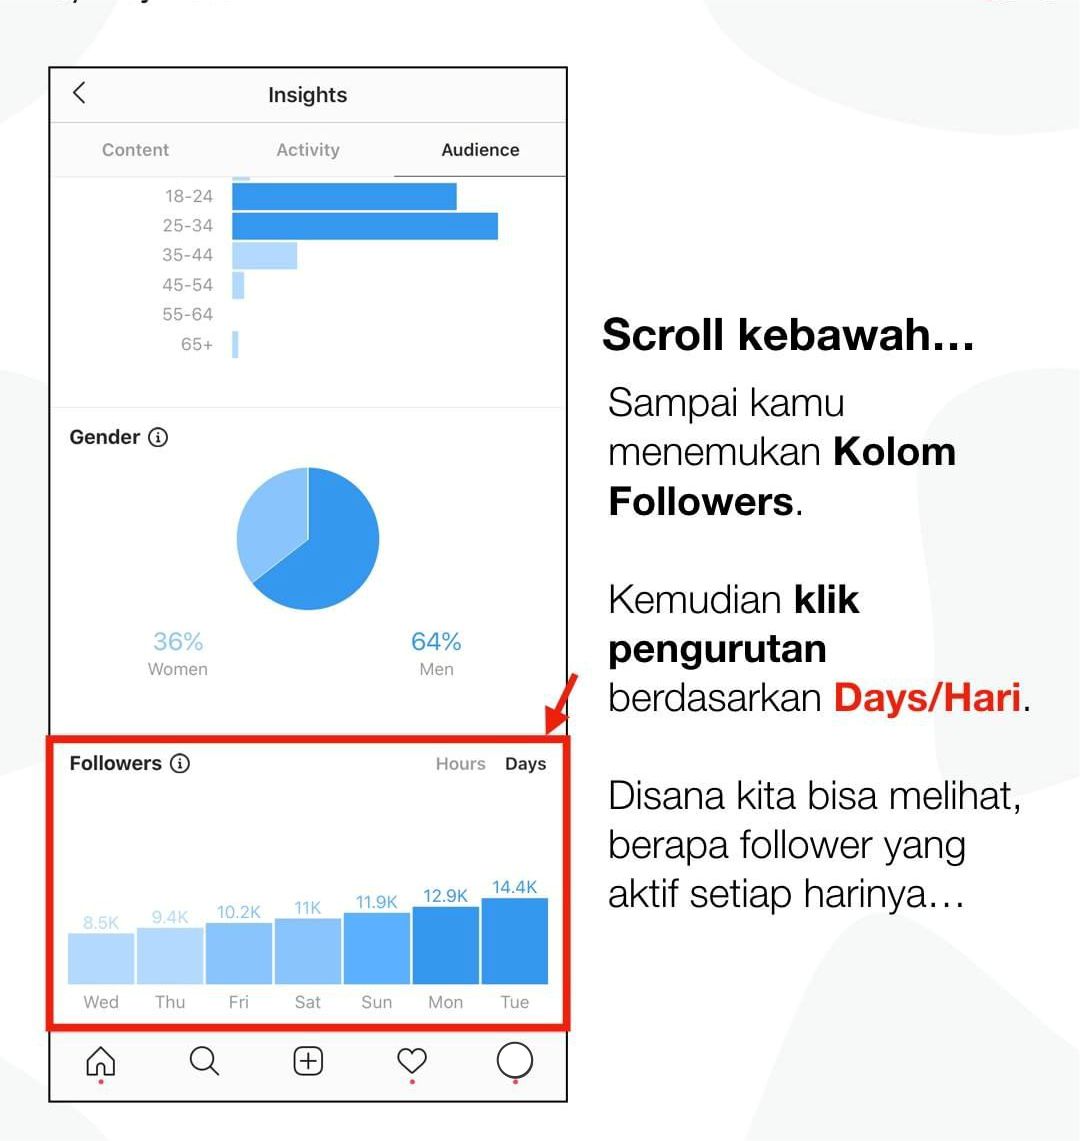 Insights
Content Activity Audience
18-24
25-34
35-44
45-54
55-64
65+
Gender
36% 64%
Women Men
Followers Hours Days
8.5K 9.4K 10.2K 11K 11.9K 12.9K 14.4K
Wed Thu Fri Sat Sun Mon Tue
Scroll kebawah...
Sampai kamu
menemukan Kolom
Followers.
Kemudian klik
pengurutan
berdasarkan Days/Hari.
Disana kita bisa melihat,
berapa follower yang
aktif setiap harinya...